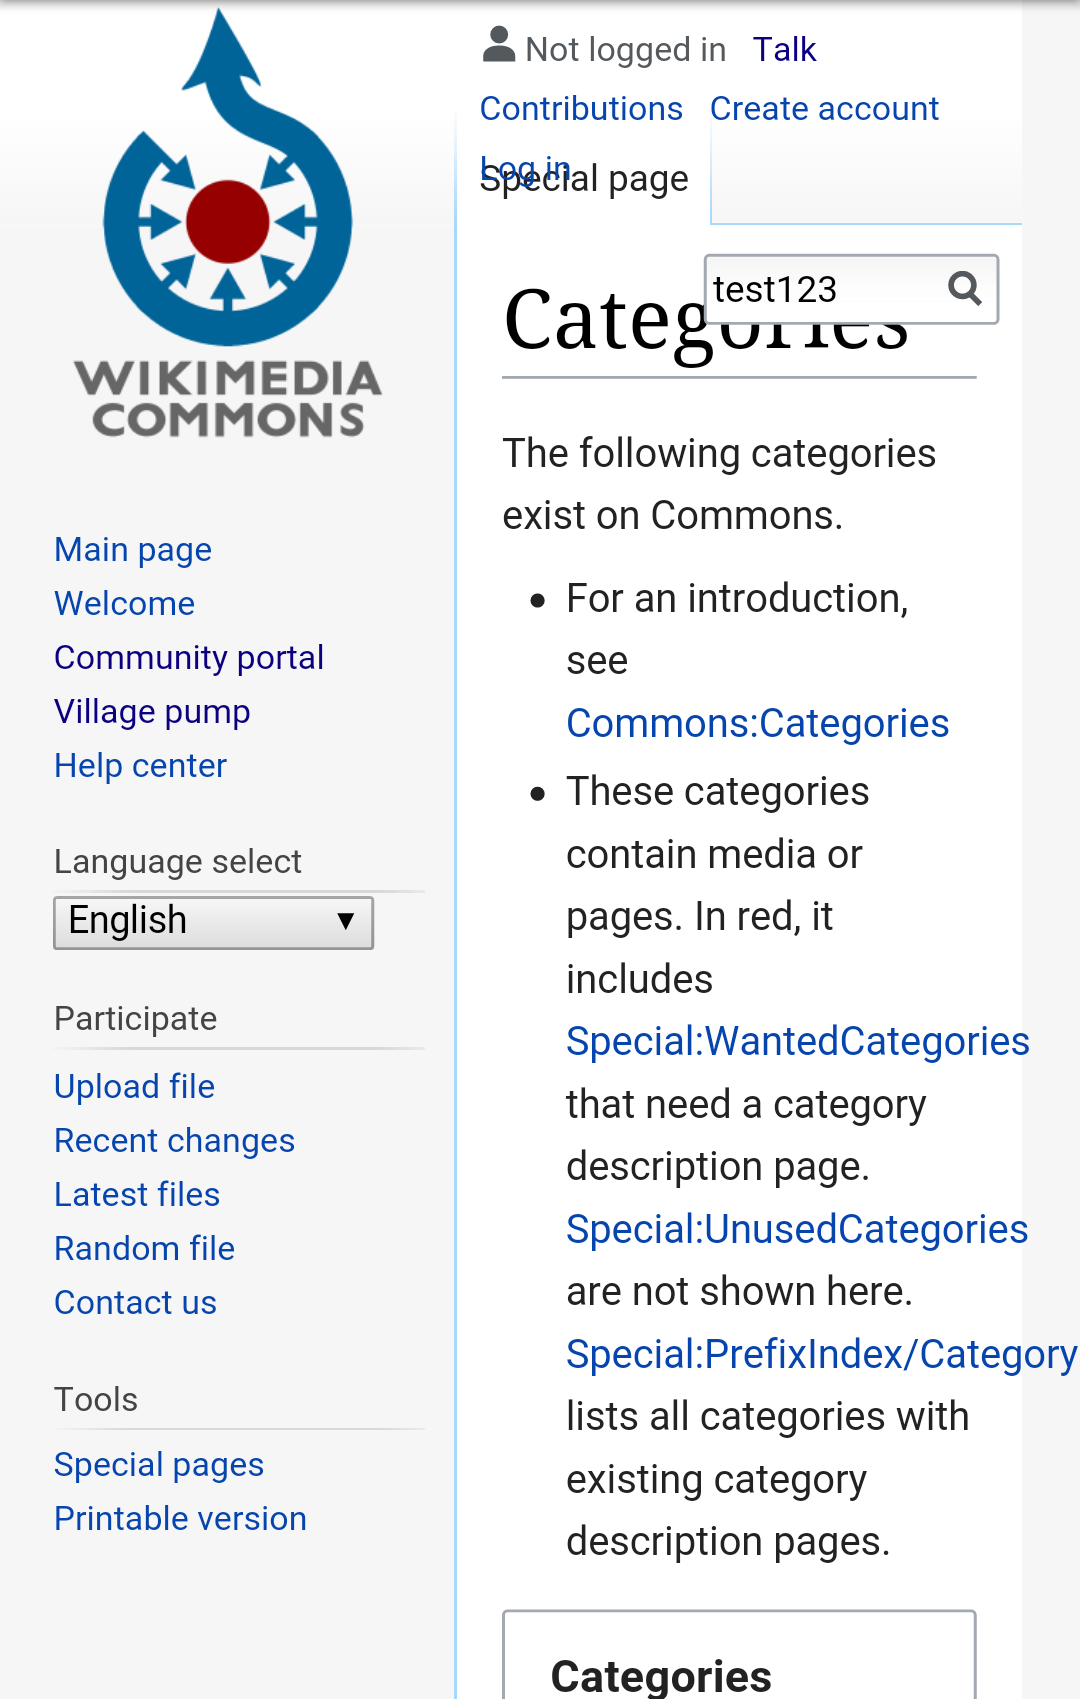 WIKIMEDIA
COMMONS
Main page
Welcome
Community portal
Village pump
Help center
Language select
English
Participate
Upload file
Recent changes
Latest files
Random file
Contact us
Tools
Special pages
Printable version
Not logged in Talk
Contributions Create account
Log in
Special page
test123
Categories
The following categories
exist on Commons.
• For an introduction,
see
Commons:Categories
• These categories
contain media or
pages. In red, it
includes
Special:WantedCategories
that need a category
description page.
Special:UnusedCategories
are not shown here.
Special:PrefixIndex/Category
lists all categories with
existing category
description pages.
Categories